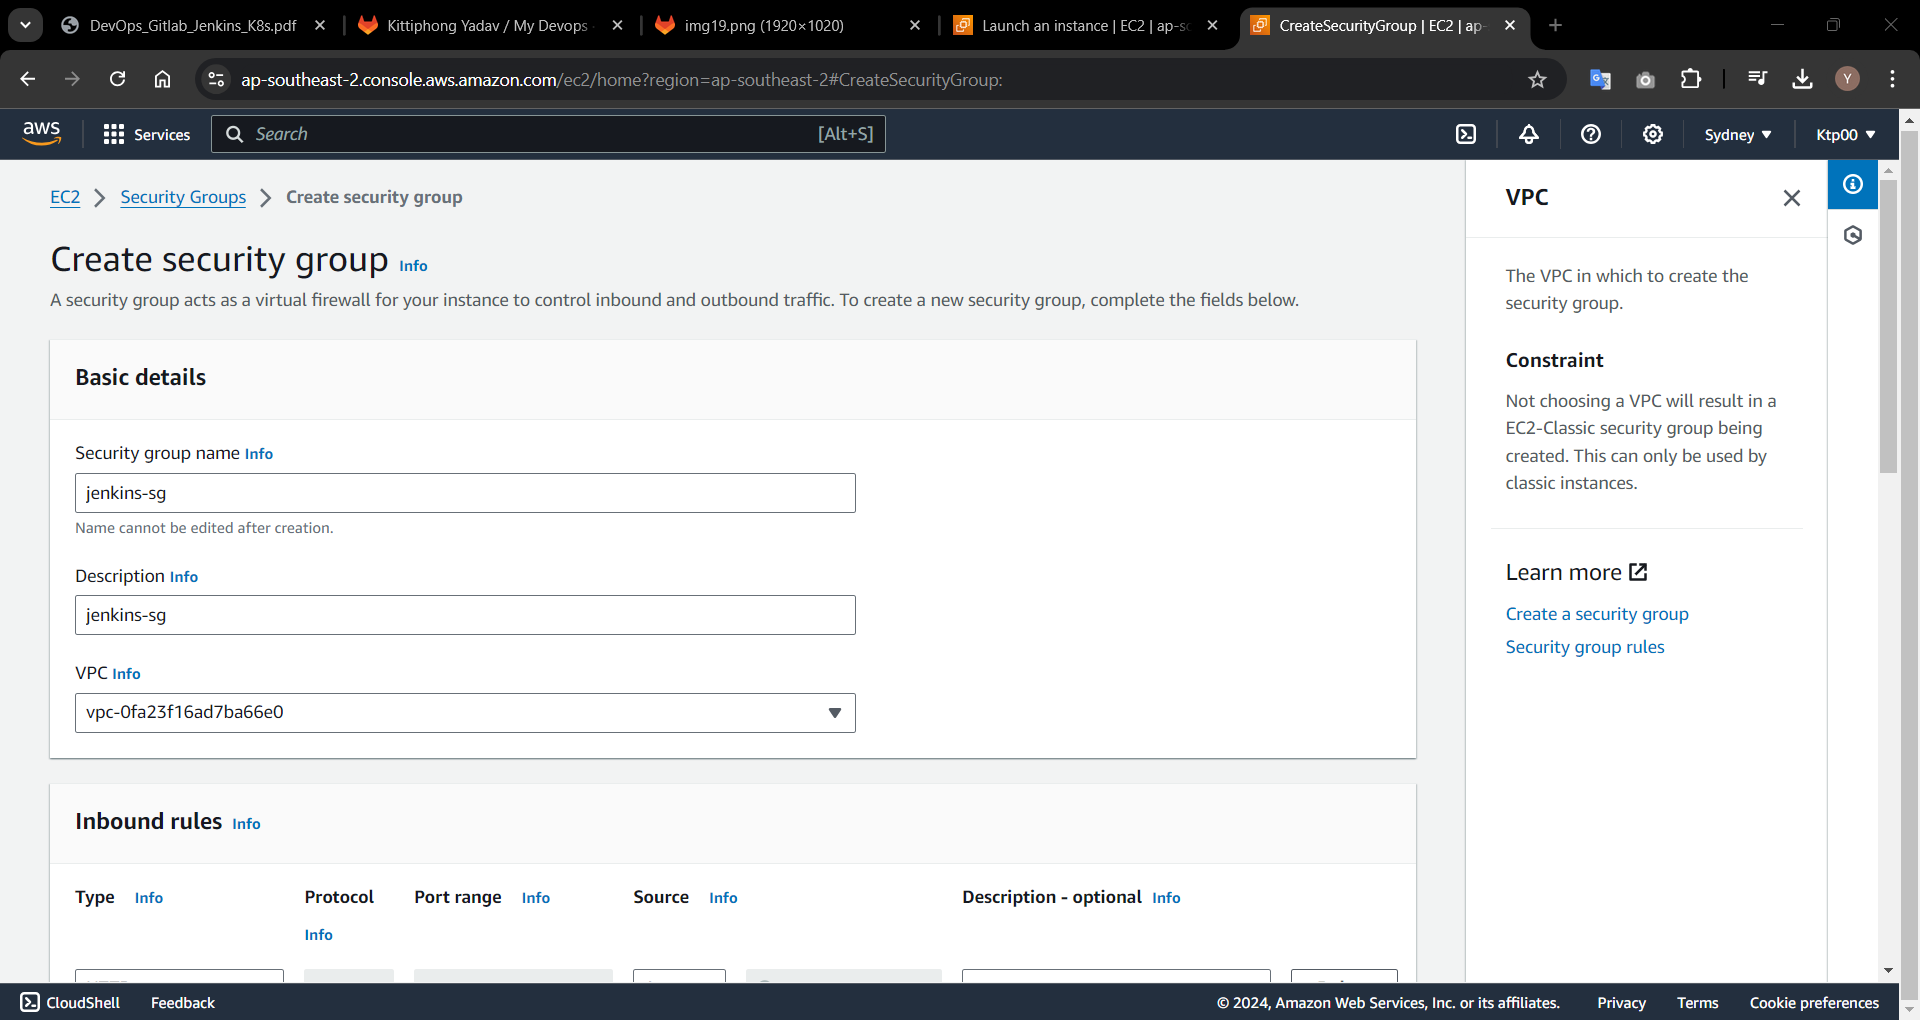 DevOps_Gitlab_Jenkins_K8s.pdf
Kittiphong Yadav / My Devops
img19.png (1920×1020)
Launch an instance | EC2 | ap-s
CreateSecurityGroup | EC2 | ap-
ap-southeast-2.console.aws.amazon.com/ec2/home?region=ap-southeast-2#CreateSecurityGroup:
Y
aws
Services
Search
[Alt+S]
Sydney
Ktp00
EC2
Security Groups
Create security group
Create security group Info
A security group acts as a virtual firewall for your instance to control inbound and outbound traffic. To create a new security group, complete the fields below.
Basic details
Security group name Info
jenkins-sg
Name cannot be edited after creation.
Description Info
jenkins-sg
VPC Info
vpc-0fa23f16ad7ba66e0
Inbound rules Info
Type Info
Protocol
Info
Port range Info
Source Info
Description - optional Info
VPC
The VPC in which to create the
security group.
Constraint
Not choosing a VPC will result in a
EC2-Classic security group being
created. This can only be used by
classic instances.
Learn more
Create a security group
Security group rules
CloudShell
Feedback
© 2024, Amazon Web Services, Inc. or its affiliates.
Privacy
Terms
Cookie preferences